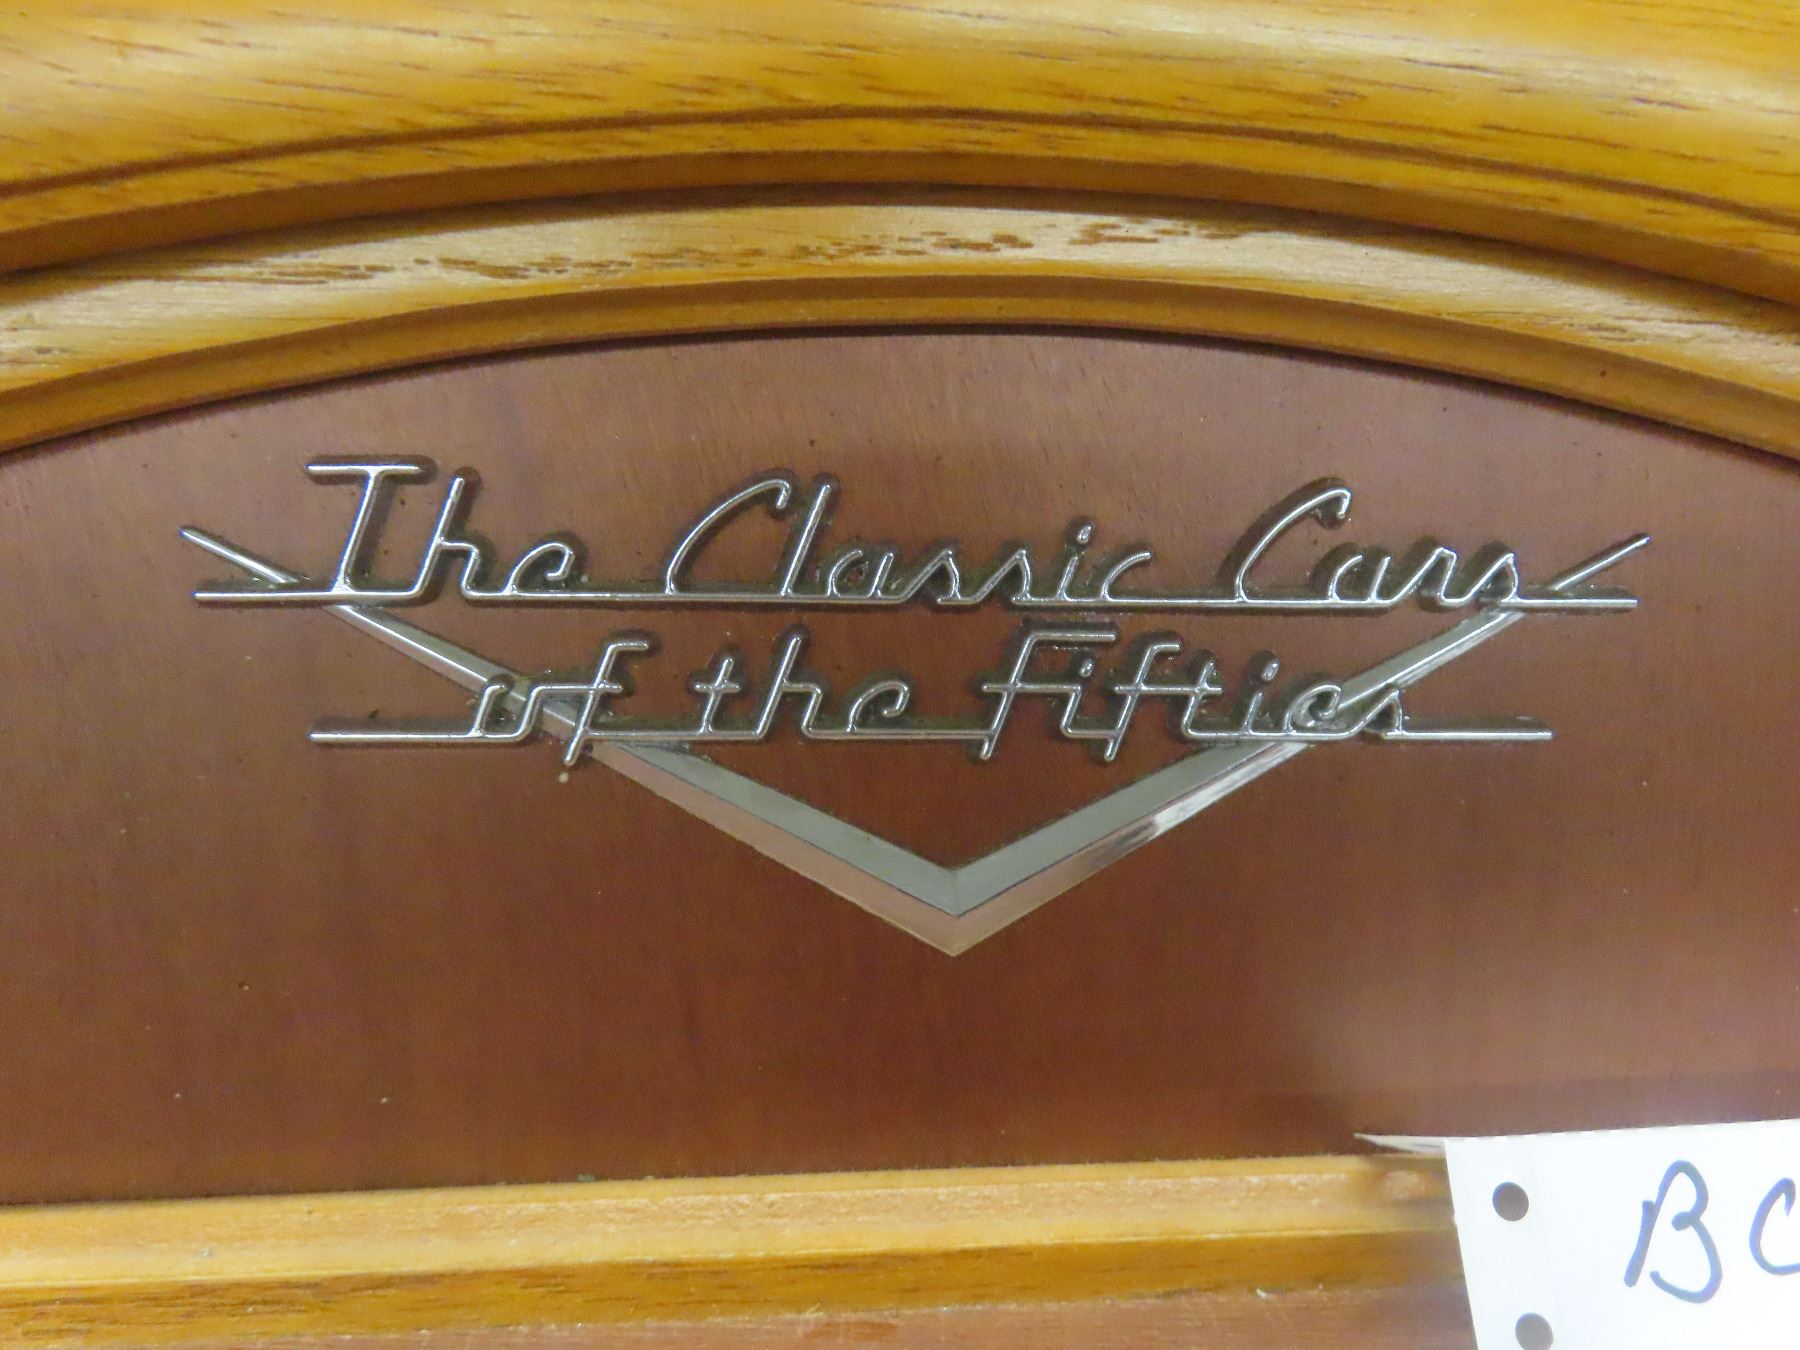 The Classic Cars
of the Fifties
BC